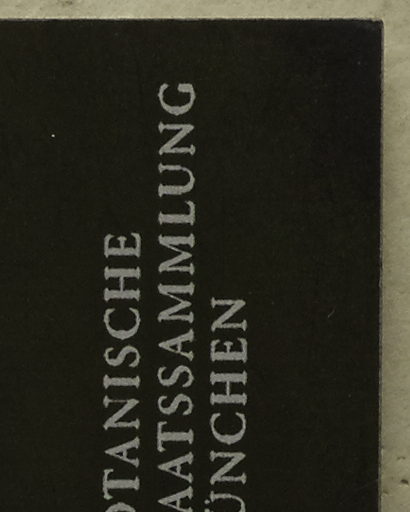 OTANISCHE
AATSSAMMLUNG
ÜNCHEN